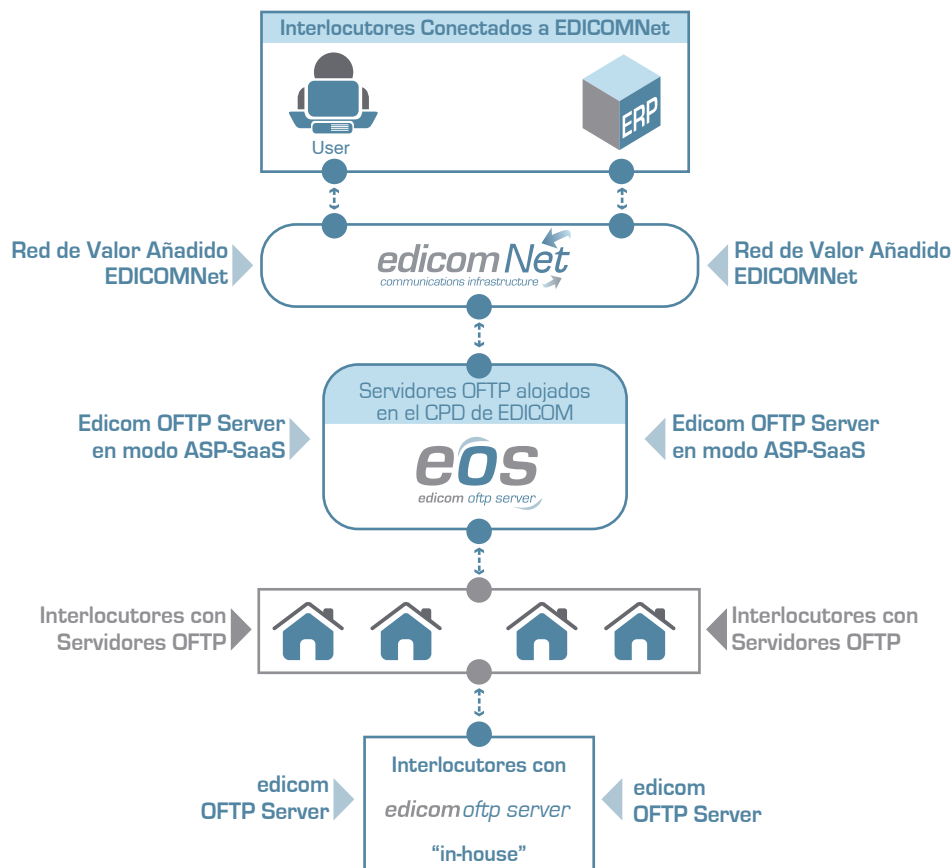 Interlocutores Conectados a EDICOMNet
User
ERP
Red de Valor Añadido
EDICOMNet
edicom Net
communications infrastructure
Red de Valor Añadido
EDICOMNet
Servidores OFTP alojados
en el CPD de EDICOM
Edicom OFTP Server
en modo ASP-SaaS
eos
edicom oftp server
Edicom OFTP Server
en modo ASP-SaaS
Interlocutores con
Servidores OFTP
Interlocutores con
Servidores OFTP
edicom
OFTP Server
Interlocutores con
edicom oftp server
“in-house”
edicom
OFTP Server